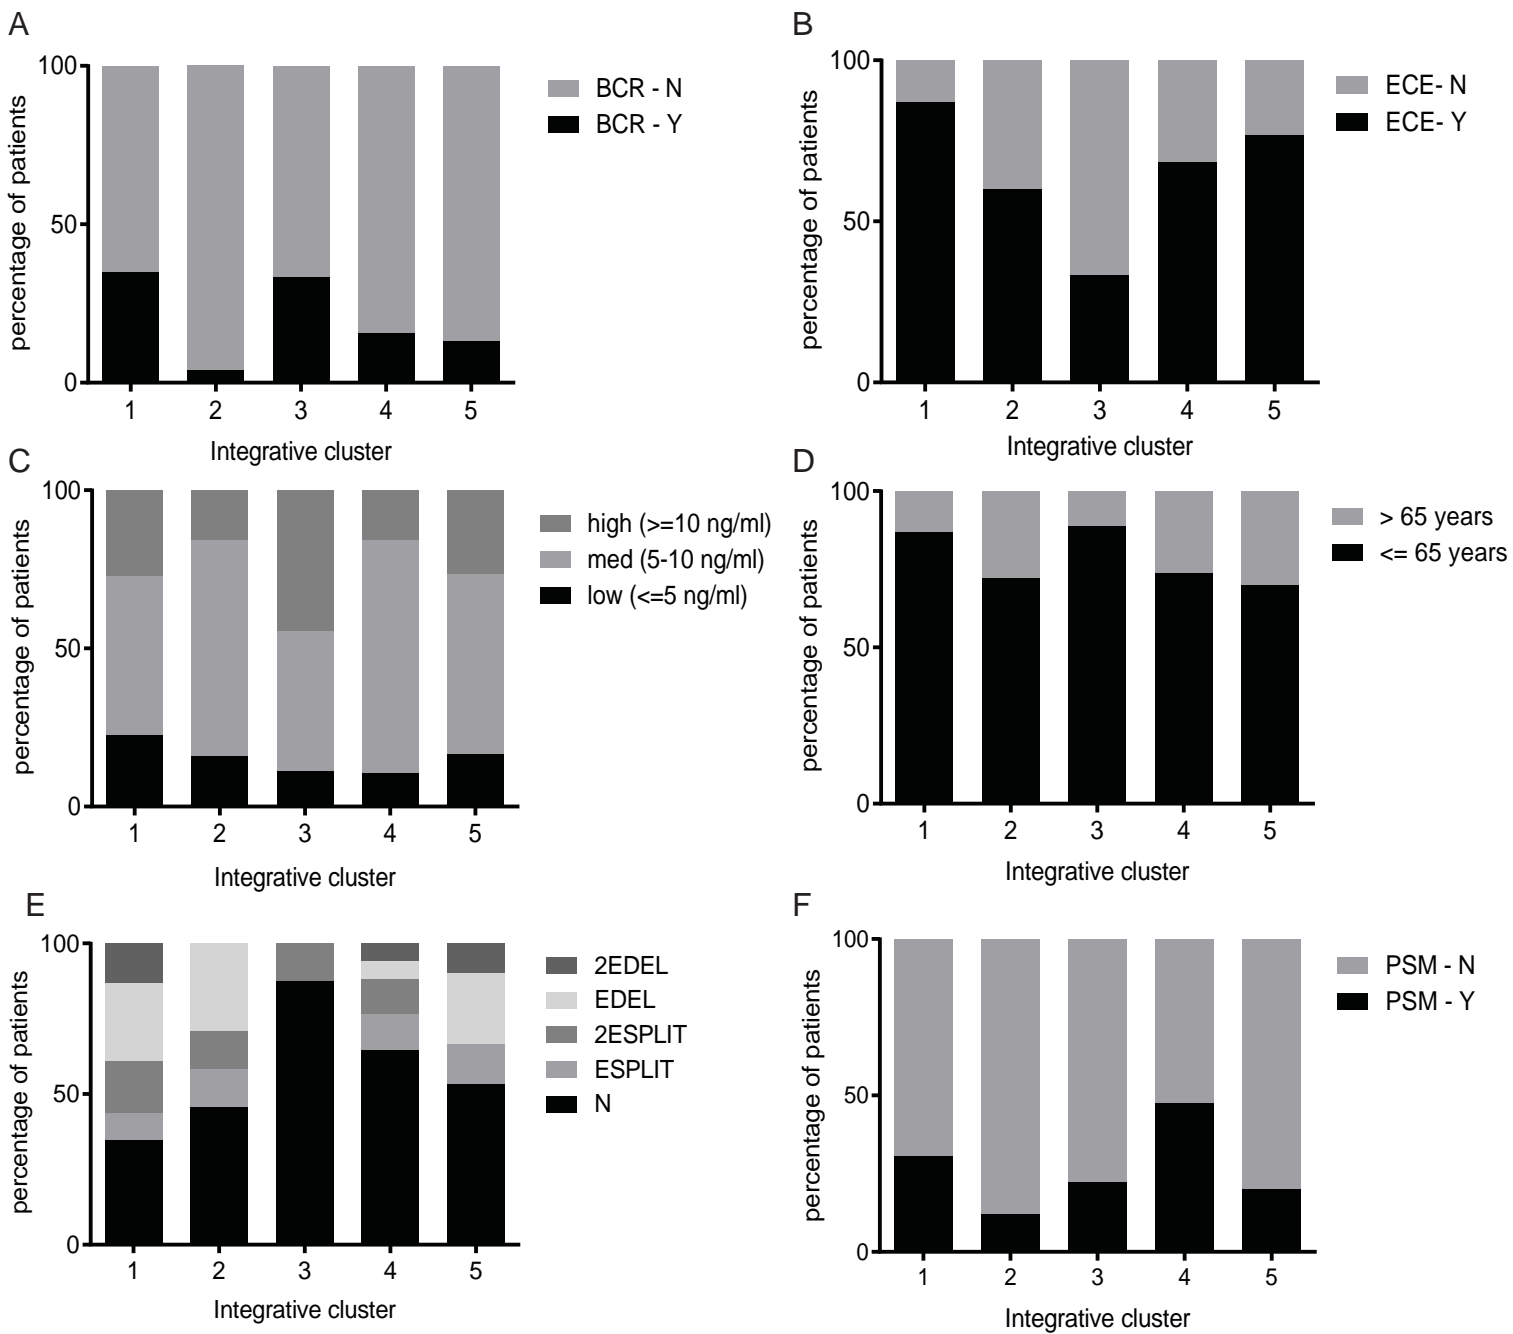 A
percentage of patients
100
50
0
1 2 3 4 5
Integrative cluster
BCR - N
BCR - Y
B
percentage of patients
100
50
0
1 2 3 4 5
Integrative cluster
ECE- N
ECE- Y
C
percentage of patients
100
50
0
1 2 3 4 5
Integrative cluster
high (>=10 ng/ml)
med (5-10 ng/ml)
low (<=5 ng/ml)
D
percentage of patients
100
50
0
1 2 3 4 5
Integrative cluster
> 65 years
<= 65 years
E
percentage of patients
100
50
0
1 2 3 4 5
Integrative cluster
2EDEL
EDEL
2ESPLIT
ESPLIT
N
F
percentage of patients
100
50
0
1 2 3 4 5
Integrative cluster
PSM - N
PSM - Y